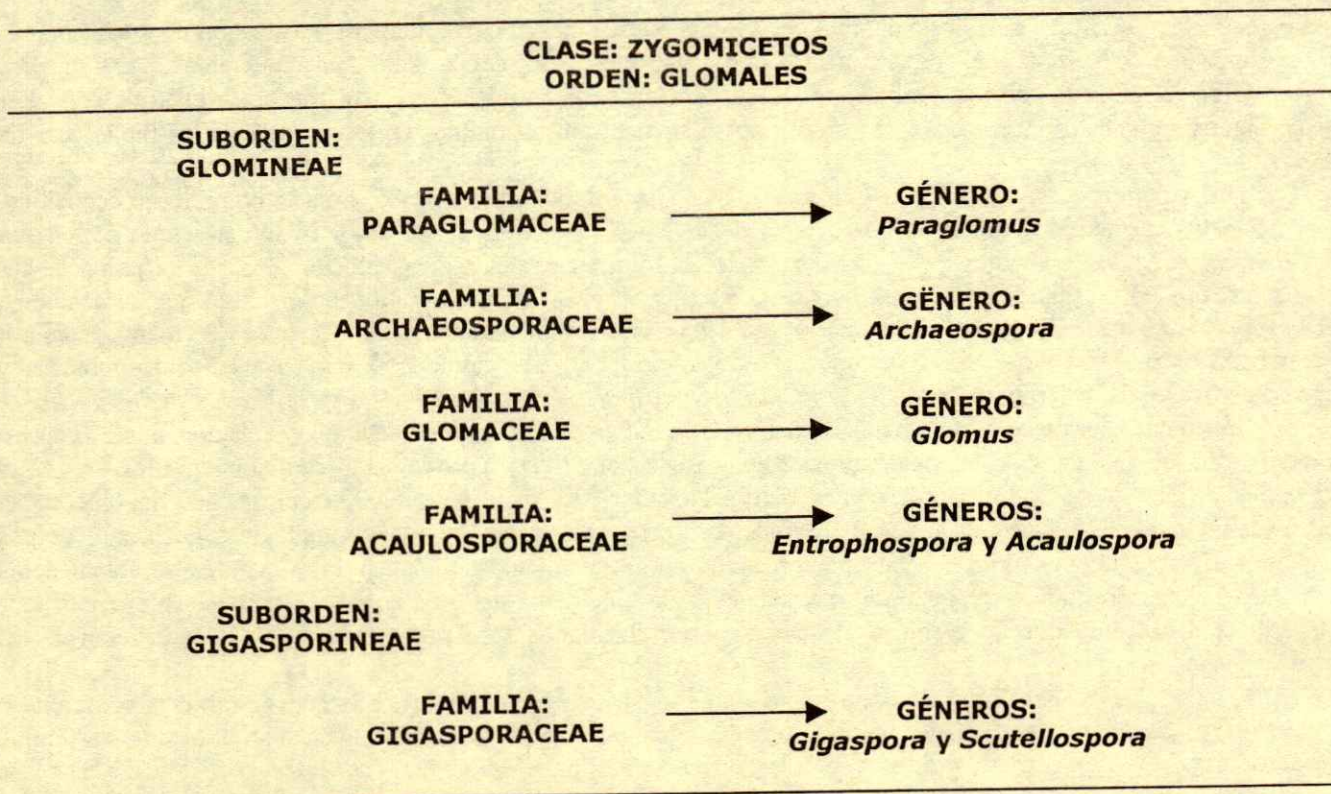 CLASE: ZYGOMICETOS
ORDEN: GLOMALES
SUBORDEN:
GLOMINEAE
FAMILIA:
PARAGLOMACEAE
GÉNERO:
Paraglomus
FAMILIA:
ARCHAEOSPORACEAE
GËNERO:
Archaeospora
FAMILIA:
GLOMACEAE
GÉNERO:
Glomus
FAMILIA:
ACAULOSPORACEAE
GÉNEROS:
Entrophospora y Acaulospora
SUBORDEN:
GIGASPORINEAE
FAMILIA:
GIGASPORACEAE
GÉNEROS:
Gigaspora y Scutellospora